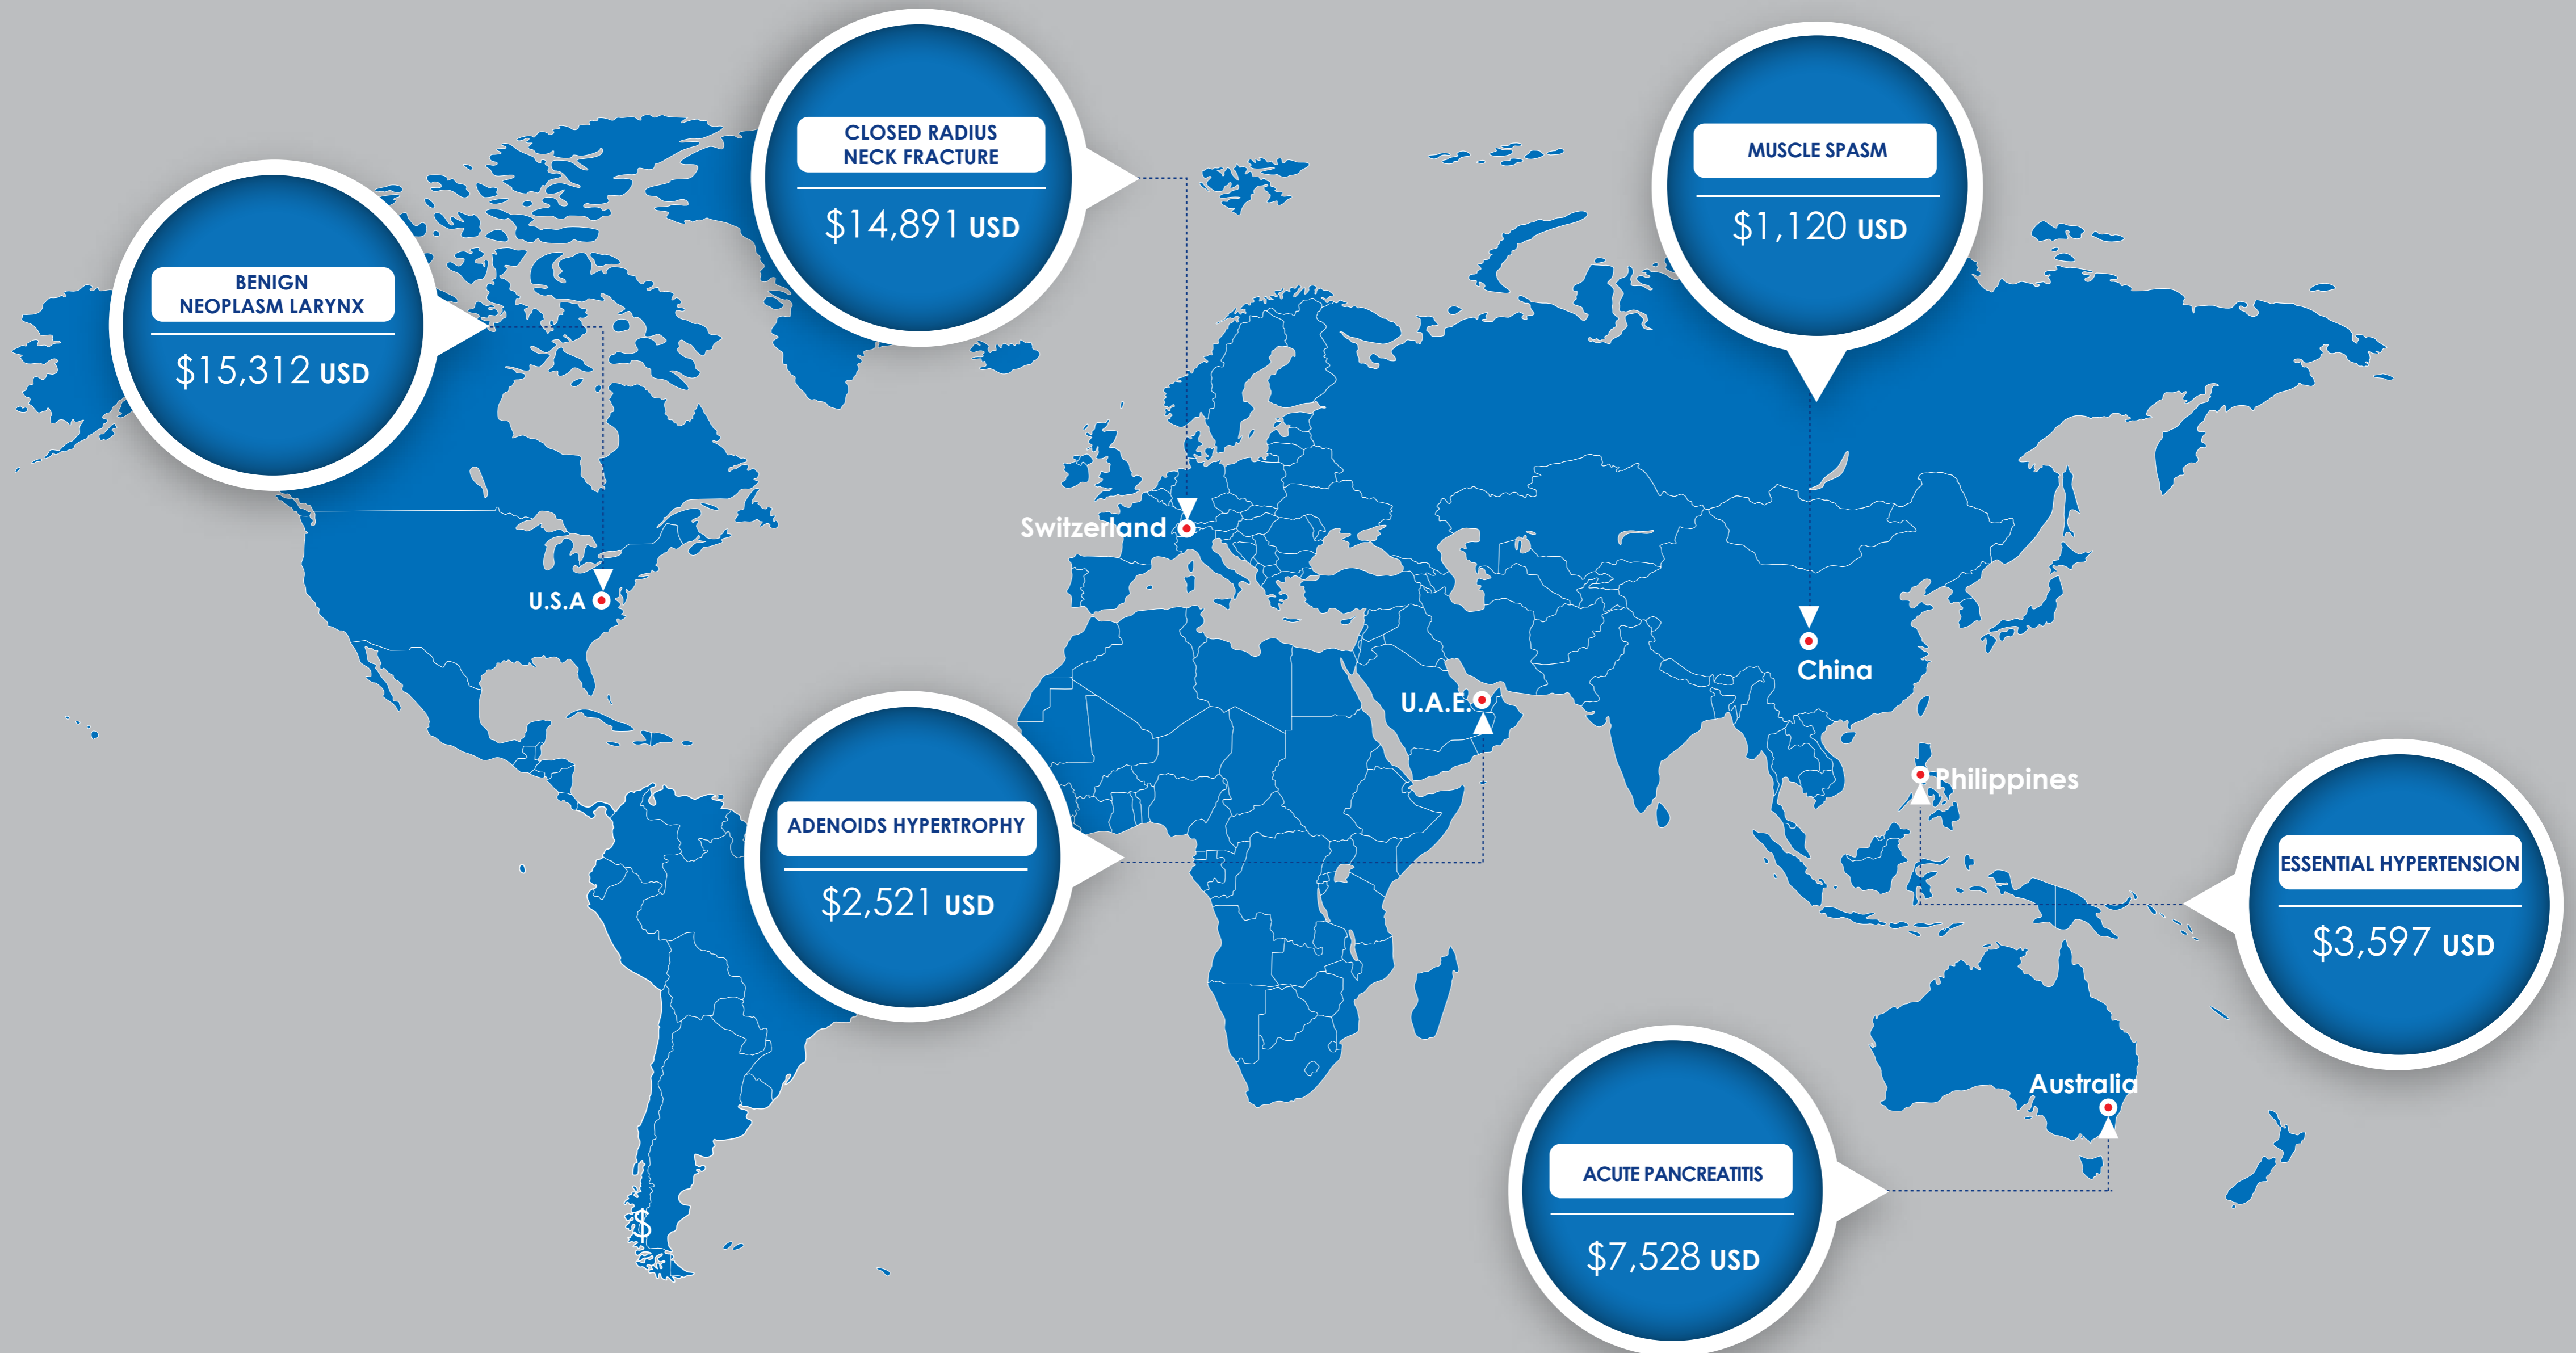 CLOSED RADIUS
NECK FRACTURE
$14,891 USD
MUSCLE SPASM
$1,120 USD
BENIGN
NEOPLASM LARYNX
$15,312 USD
Switzerland
U.S.A
China
U.A.E.
Philippines
ADENOIDS HYPERTROPHY
$2,521 USD
ESSENTIAL HYPERTENSION
$3,597 USD
Australia
ACUTE PANCREATITIS
$7,528 USD
$